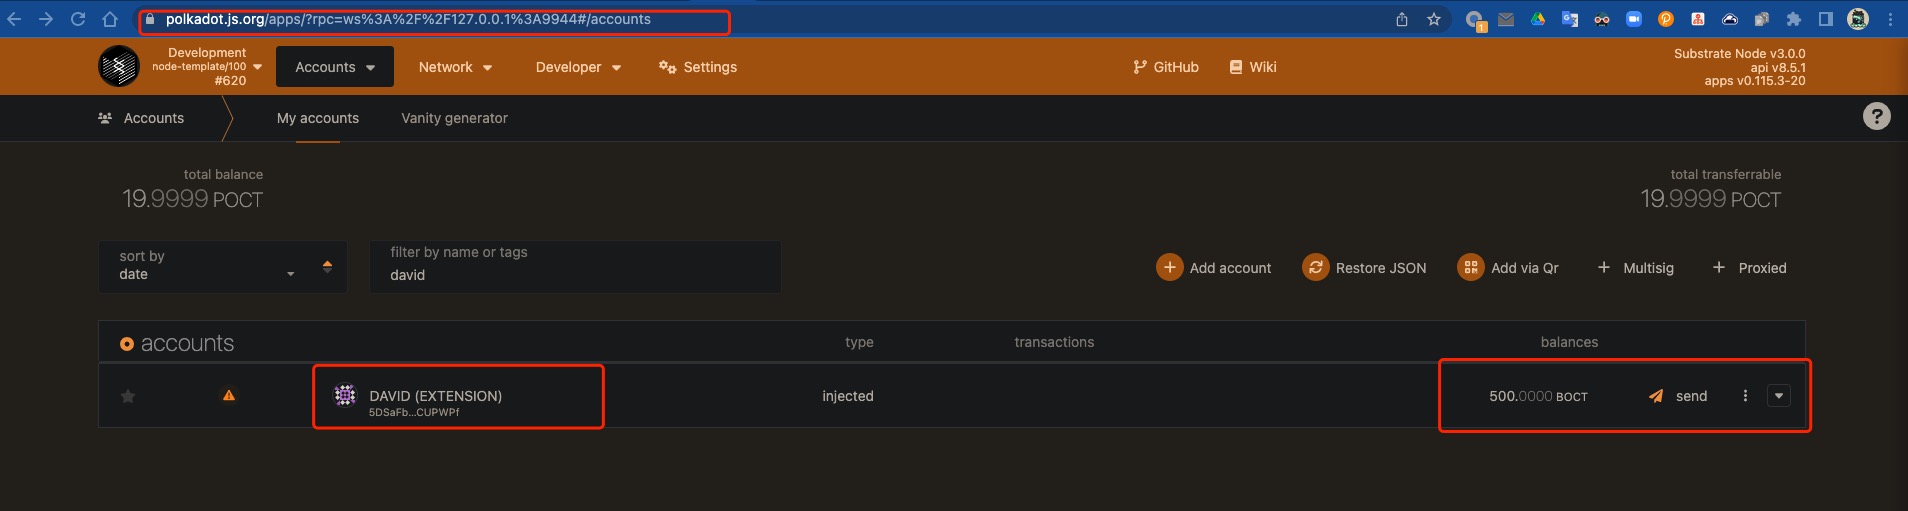 polkadot.js.org/apps/?rpc=ws%3A%2F%2F127.0.0.1%3A9944#/accounts
1
Development
node-template/100
#620
Accounts
Network
Developer
Settings
GitHub
Wiki
Substrate Node v3.0.0
api v8.5.1
apps v0.115.3-20
Accounts
My accounts
Vanity generator
?
total balance
19.9999 POCT
total transferrable
19.9999 POCT
sort by
date
filter by name or tags
david
Add account
Restore JSON
Add via Qr
Multisig
Proxied
accounts
type
transactions
balances
DAVID (EXTENSION)
5DSaFb...CUPWPf
injected
500.0000 BOCT
send